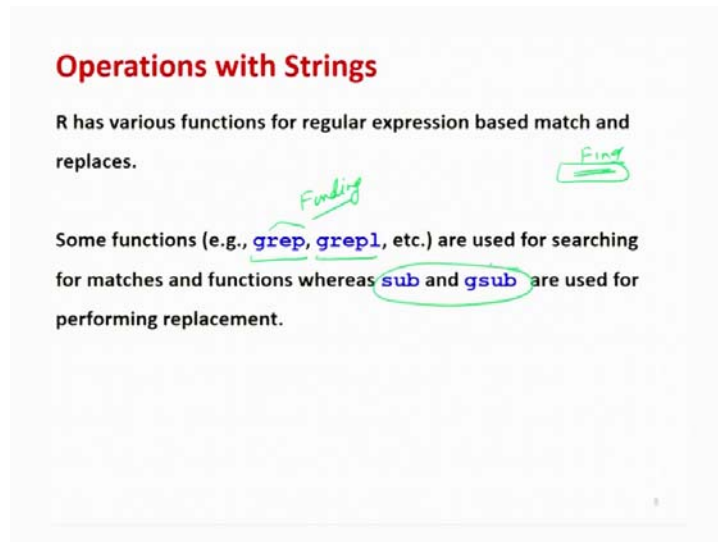 Operations with Strings
R has various functions for regular expression based match and
replaces.
Find
Finding
Some functions (e.g., grep, grepl, etc.) are used for searching
for matches and functions whereas sub and gsub are used for
performing replacement.